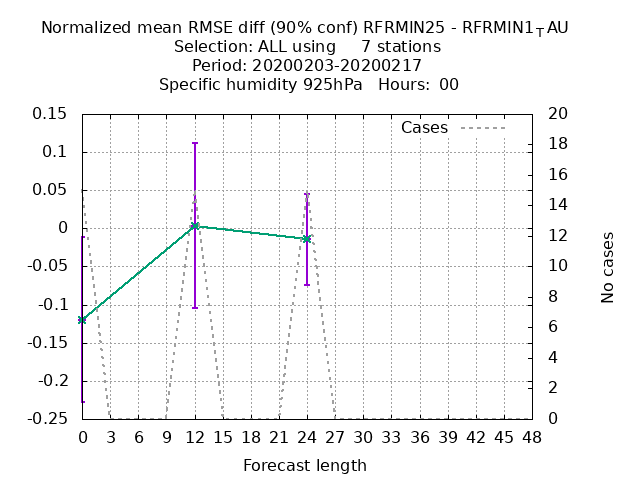 Normalized mean RMSE diff (90% conf) RFRMIN25 - RFRMIN1TAU
Selection: ALL using 7 stations
Period: 20200203-20200217
Specific humidity 925hPa Hours: 00
Cases
0.15
0.1
0.05
0
-0.05
-0.1
-0.15
-0.2
-0.25
20
18
16
14
12
10
8
6
4
2
0
No cases
0 3 6 9 12 15 18 21 24 27 30 33 36 39 42 45 48
Forecast length